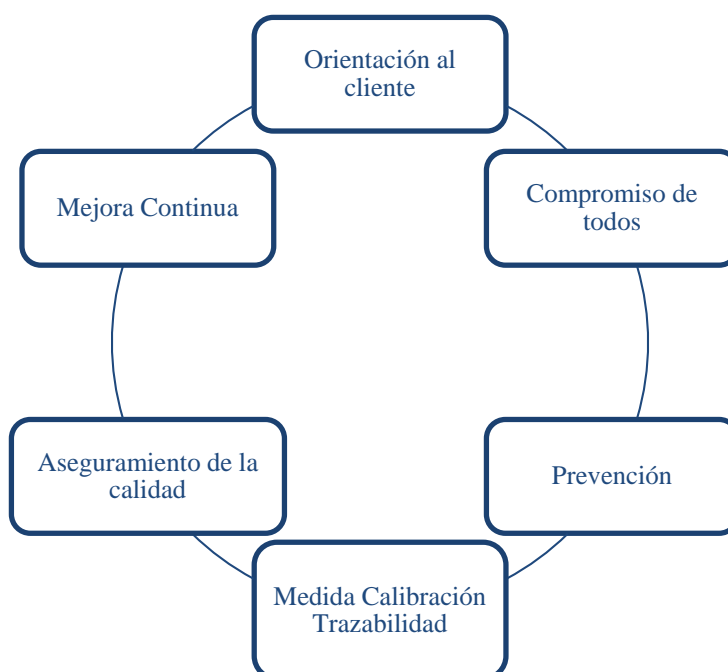 Orientación al
cliente
Compromiso de
todos
Prevención
Medida Calibración
Trazabilidad
Aseguramiento de la
calidad
Mejora Continua